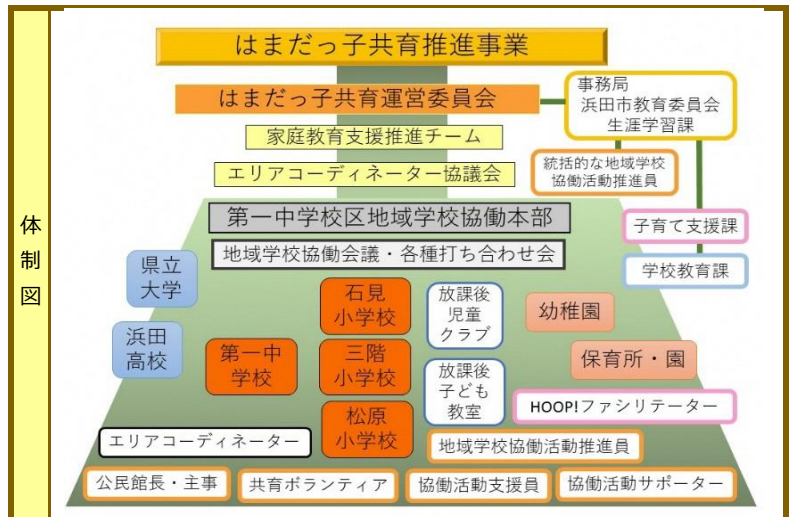 体
制
図
はまだっ子共育推進事業
はまだっ子共育運営委員会
事務局
浜田市教育委員会
生涯学習課
家庭教育支援推進チーム
エリアコーディネーター協議会
統括的な地域学校
協働活動推進員
第一中学校区地域学校協働本部
地域学校協働会議・各種打ち合わせ会
子育て支援課
学校教育課
県立
大学
浜田
高校
第一中
学校
石見
小学校
三階
小学校
松原
小学校
放課後
児童
クラブ
放課後
子ども
教室
幼稚園
保育所・園
HOOP!ファシリテーター
エリアコーディネーター
地域学校協働活動推進員
公民館長・主事
共育ボランティア
協働活動支援員
協働活動サポーター